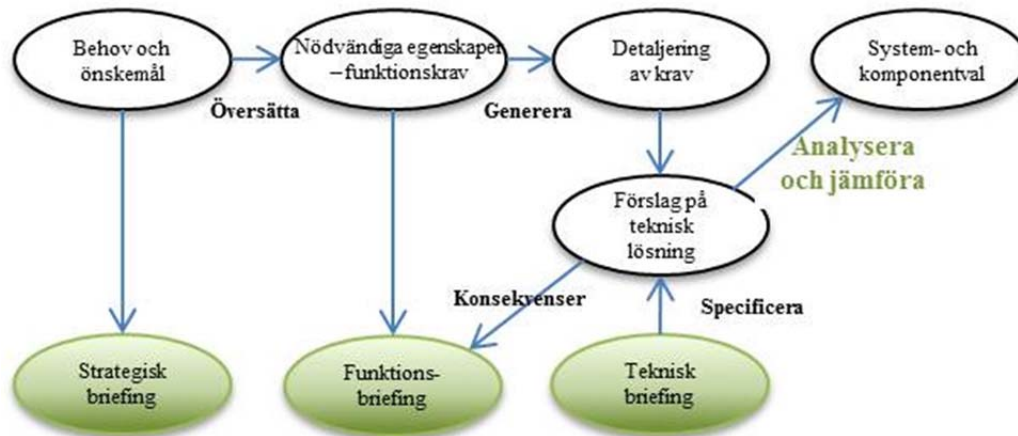 Behov och
önskemål
Nödvändiga egenskaper
– funktionskrav
Detaljering
av krav
System- och
komponentval
Översätta
Generera
Analysera
och jämföra
Förslag på
teknisk
lösning
Konsekvenser
Specificera
Strategisk
briefing
Funktions-
briefing
Teknisk
briefing